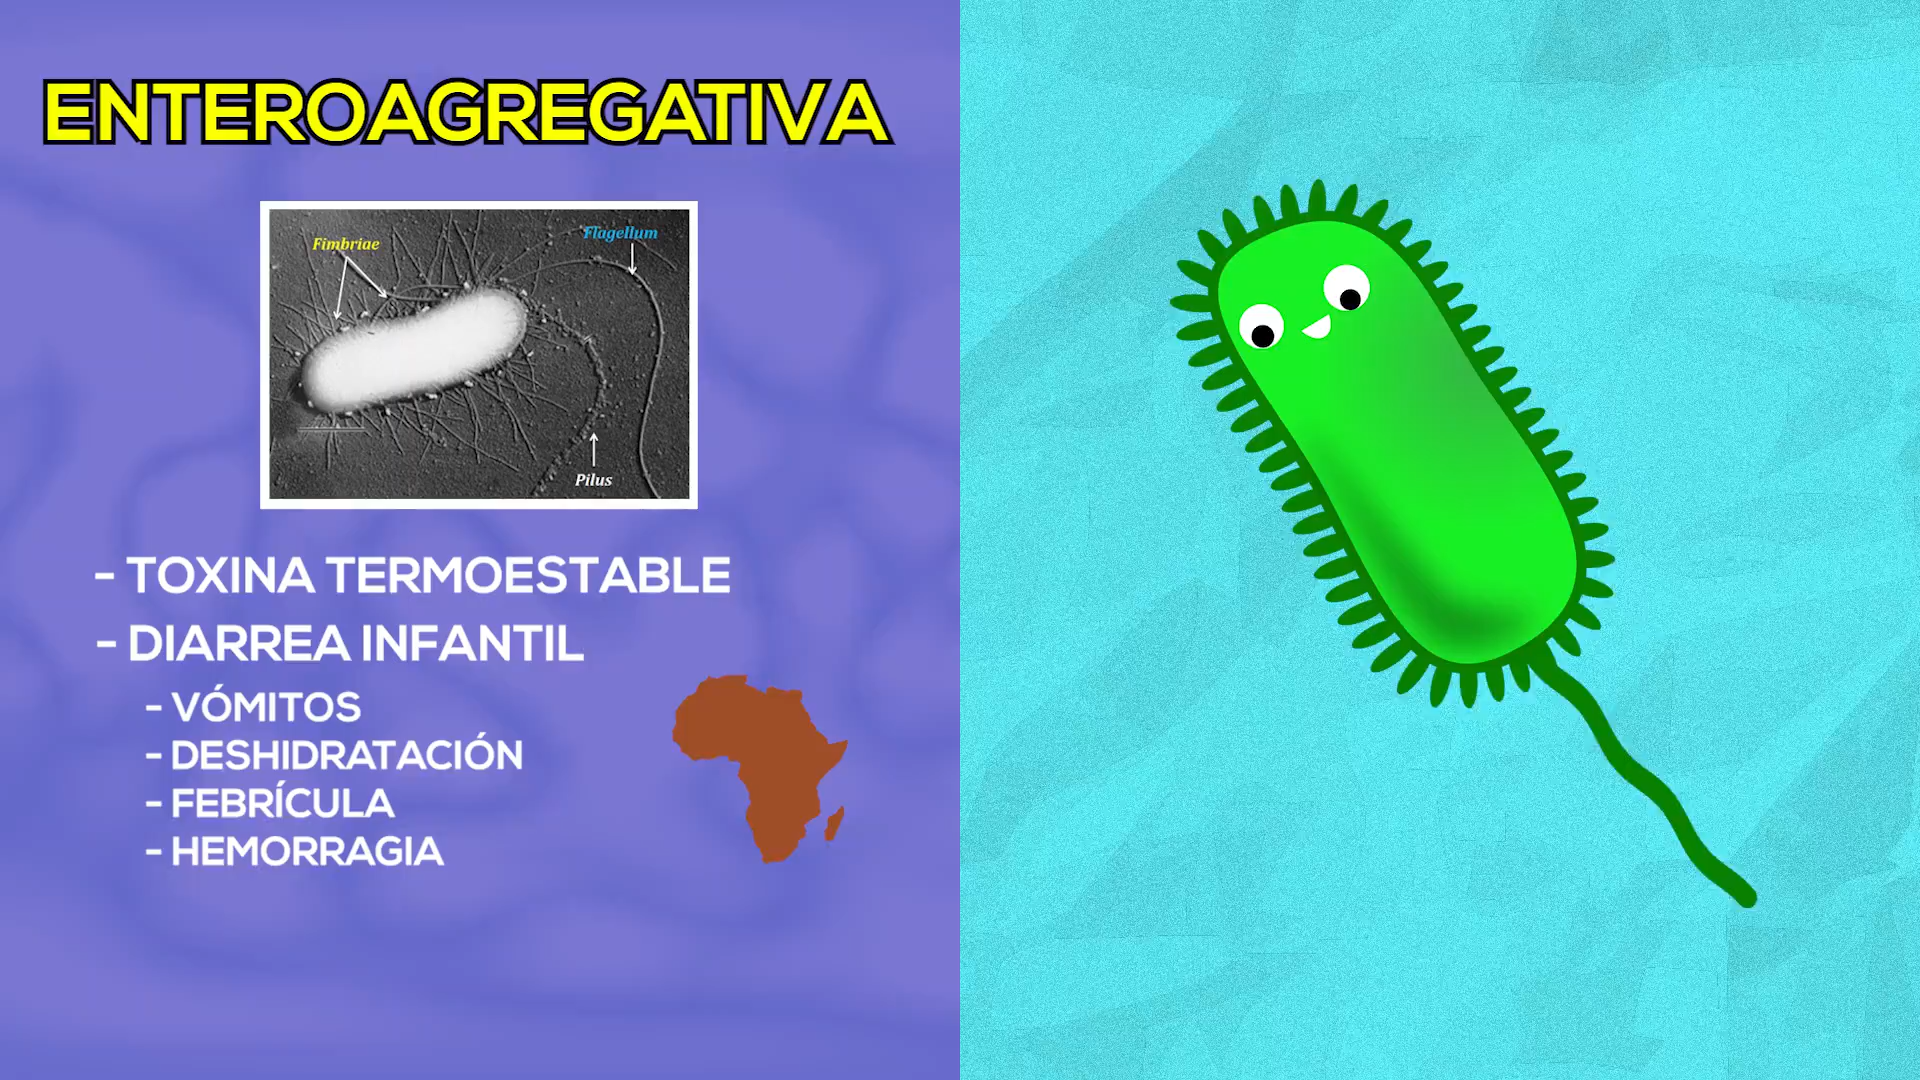 ENTEROAGREGATIVA
Fimbriae
Flagellum
Pilus
- TOXINA TERMOESTABLE
- DIARREA INFANTIL
- VÓMITOS
- DESHIDRATACIÓN
- FEBRÍCULA
- HEMORRAGIA